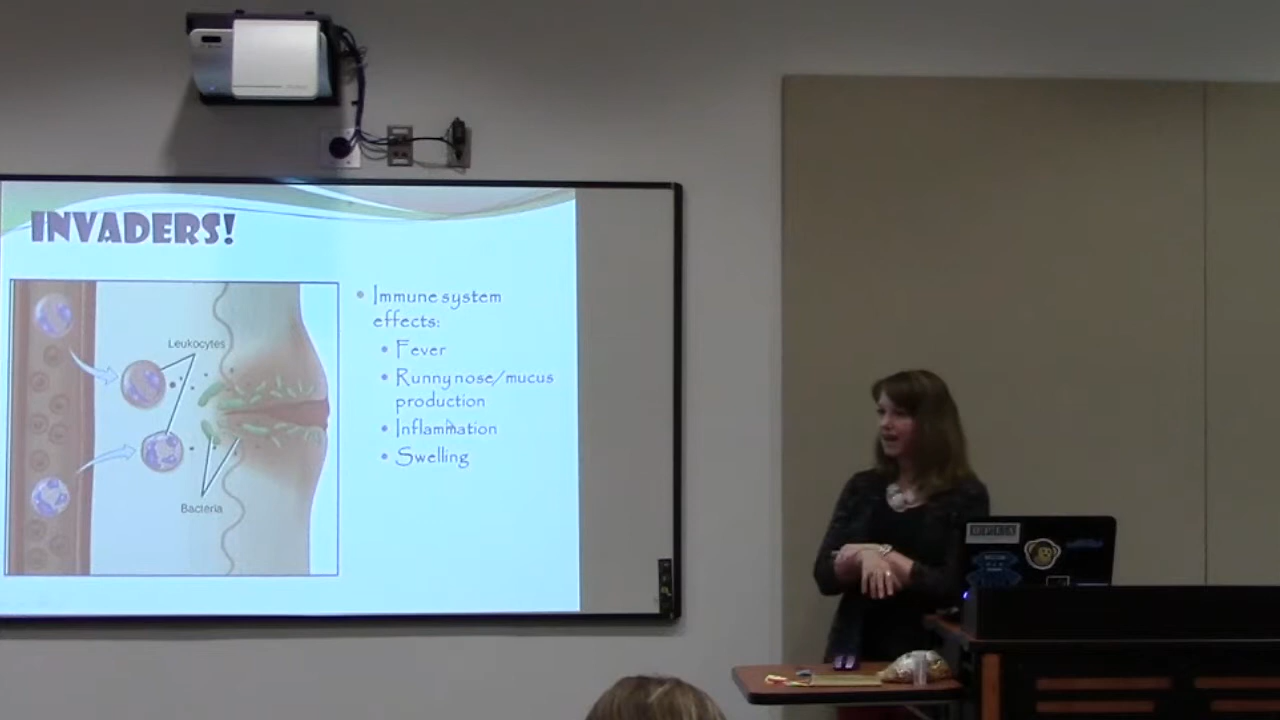 INVADERS!
Leukocytes
Bacteria
• Immune system
effects:
• Fever
• Runny nose/mucus
production
• Inflammation
• Swelling